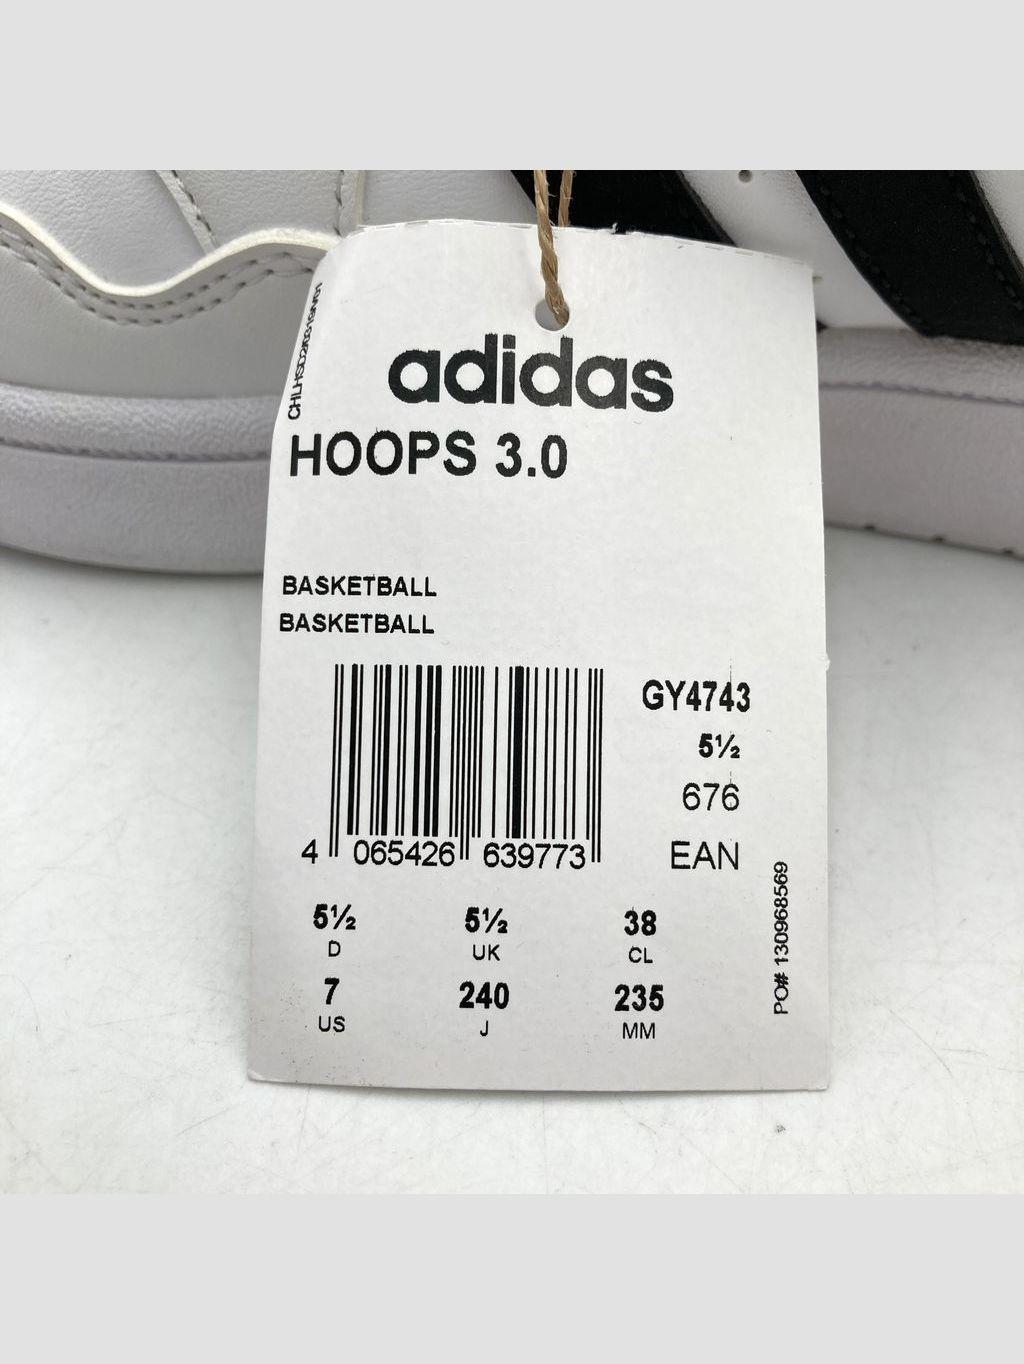 adidas
HOOPS 3.0
BASKETBALL
BASKETBALL
GY4743
5½
676
4 065426 639773
EAN
5½ 5½ 38
D UK CL
7 240 235
US J MM
PO# 130968569